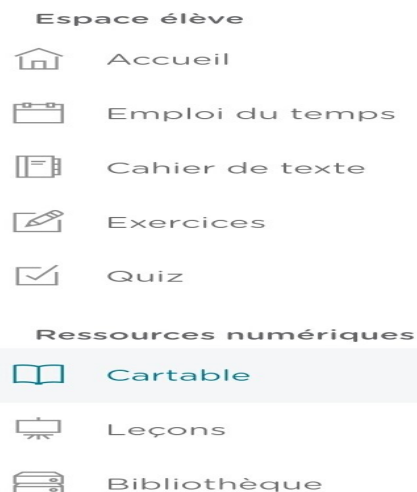 Espace élève
Accueil
Emploi du temps
Cahier de texte
Exercices
Quiz
Ressources numériques
Cartable
Leçons
Bibliothèque